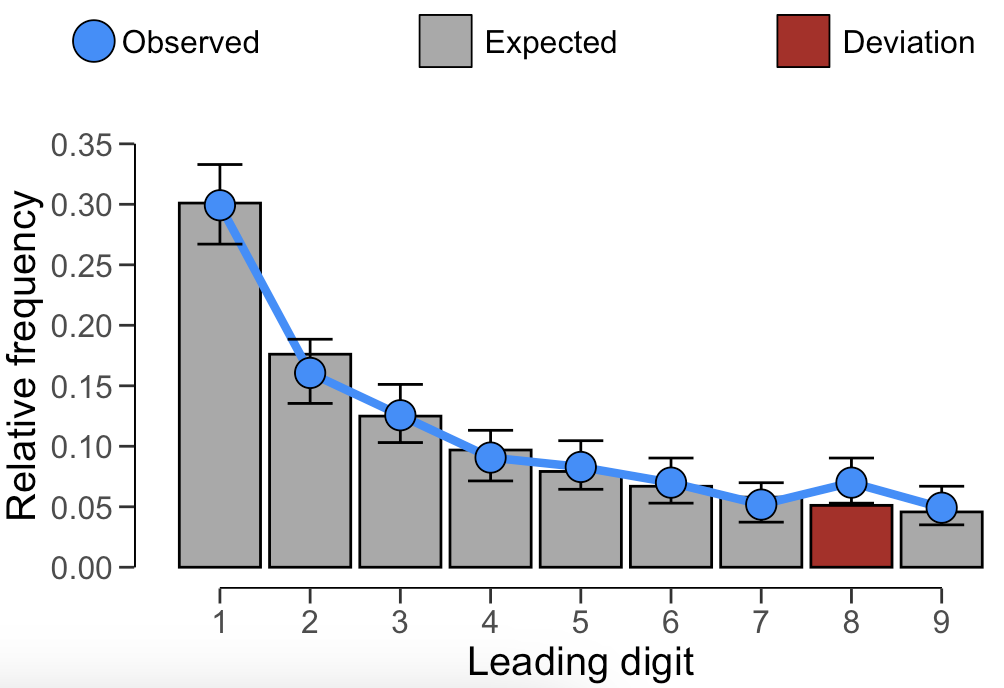 Observed Expected Deviation
0.35
0.30
0.25
0.20
0.15
0.10
0.05
0.00
Relative frequency
1 2 3 4 5 6 7 8 9
Leading digit